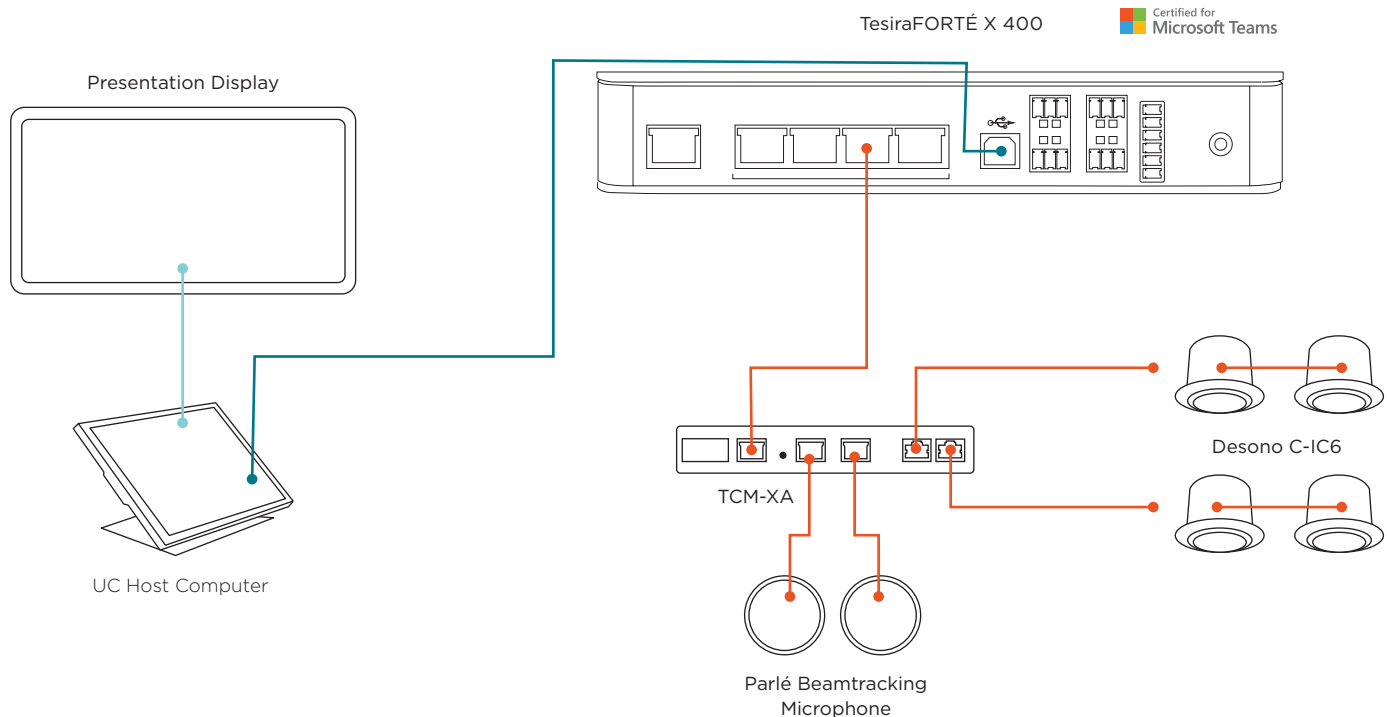 TesiraFORTÉ X 400
Certified for
Microsoft Teams
Presentation Display
Desono C-IC6
TCM-XA
UC Host Computer
Parlé Beamtracking
Microphone